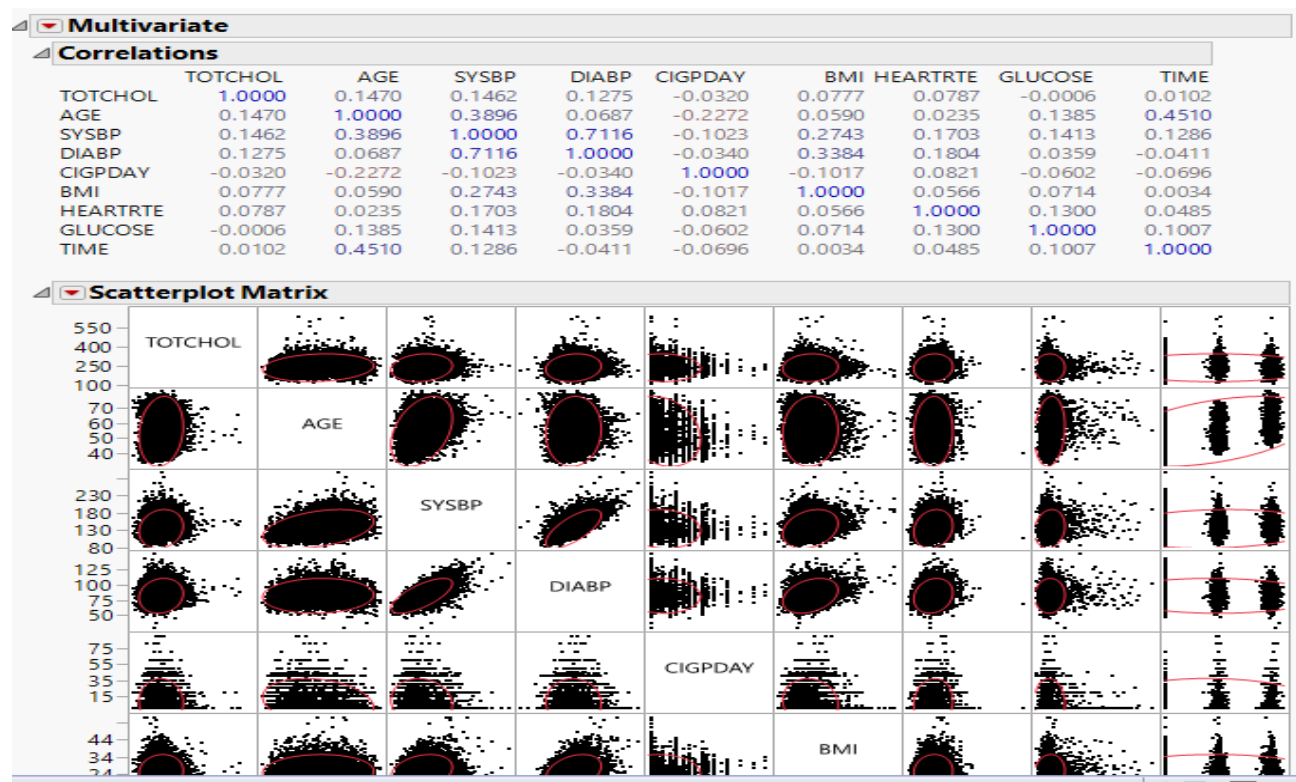 Multivariate
Correlations
TOTCHOL AGE SYSBP DIABP CIGPDAY BMI HEARTRTE GLUCOSE TIME
TOTCHOL 1.0000 0.1470 0.1462 0.1275 -0.0320 0.0777 0.0787 -0.0006 0.0102
AGE 0.1470 1.0000 0.3896 0.0687 -0.2272 0.0590 0.0235 0.1385 0.4510
SYSBP 0.1462 0.3896 1.0000 0.7116 -0.1023 0.2743 0.1703 0.1413 0.1286
DIABP 0.1275 0.0687 0.7116 1.0000 -0.0340 0.3384 0.1804 0.0359 -0.0411
CIGPDAY -0.0320 -0.2272 -0.1023 -0.0340 1.0000 -0.1017 0.0821 -0.0602 -0.0696
BMI 0.0777 0.0590 0.2743 0.3384 -0.1017 1.0000 0.0566 0.0714 0.0034
HEARTRTE 0.0787 0.0235 0.1703 0.1804 0.0821 0.0566 1.0000 0.1300 0.0485
GLUCOSE -0.0006 0.1385 0.1413 0.0359 -0.0602 0.0714 0.1300 1.0000 0.1007
TIME 0.0102 0.4510 0.1286 -0.0411 -0.0696 0.0034 0.0485 0.1007 1.0000
Scatterplot Matrix
550
400 TOTCHOL
250
100
70
60 AGE
50
40
230 SYSBP
180
130
80
125
100 DIABP
75
50
75
55 CIGPDAY
35
15
44 BMI
34
24